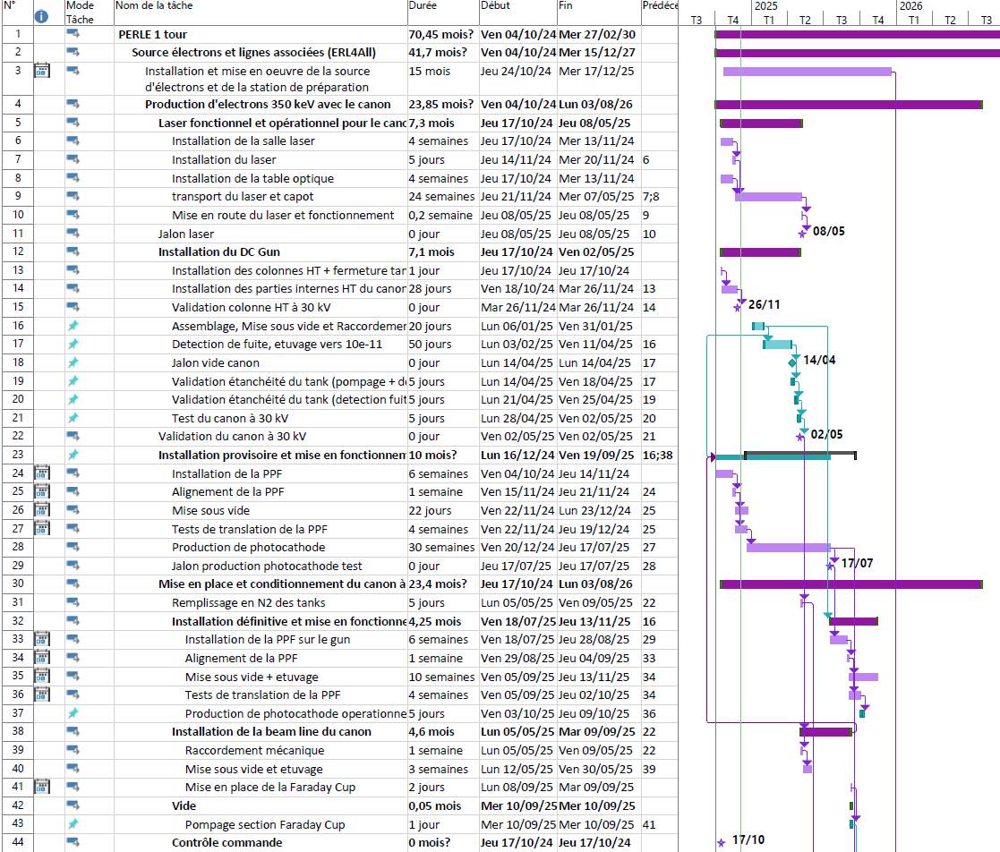 N° Mode Tâche Nom de la tâche Durée Début Fin Prédéce 2025 2026
T3 T4 T1 T2 T3 T4 T1 T2 T3
1 PERLE 1 tour 70,45 mois? Ven 04/10/24 Mer 27/02/30
2 Source électrons et lignes associées (ERL4All) 41,7 mois? Ven 04/10/24 Mer 15/12/27
3 Installation et mise en oeuvre de la source 15 mois Jeu 24/10/24 Mer 17/12/25
d'électrons et de la station de préparation
4 Production d'electrons 350 keV avec le canon 23,85 mois? Ven 04/10/24 Lun 03/08/26
5 Laser fonctionnel et opérationnel pour le canc 7,3 mois Jeu 17/10/24 Jeu 08/05/25
6 Installation de la salle laser 4 semaines Jeu 17/10/24 Mer 13/11/24
7 Installation du laser 5 jours Jeu 14/11/24 Mer 20/11/24 6
8 Installation de la table optique 4 semaines Jeu 17/10/24 Mer 13/11/24
9 transport du laser et capot 24 semaines Jeu 21/11/24 Mer 07/05/25 7;8
10 Mise en route du laser et fonctionnement 0,2 semaine Jeu 08/05/25 Jeu 08/05/25 9
11 Jalon laser 0 jour Jeu 08/05/25 Jeu 08/05/25 10 08/05
12 Installation du DC Gun 7,1 mois Jeu 17/10/24 Ven 02/05/25
13 Installation des colonnes HT + fermeture tan 1 jour Jeu 17/10/24 Jeu 17/10/24
14 Installation des parties internes HT du canon 28 jours Ven 18/10/24 Mar 26/11/24 13
15 Validation colonne HT à 30 kV 0 jour Mar 26/11/24 Mar 26/11/24 14 26/11
16 Assemblage, Mise sous vide et Raccordemer 20 jours Lun 06/01/25 Ven 31/01/25
17 Detection de fuite, etuvage vers 10e-11 50 jours Lun 03/02/25 Ven 11/04/25 16
18 Jalon vide canon 0 jour Lun 14/04/25 Lun 14/04/25 17 14/04
19 Validation étanchéité du tank (pompage + d 5 jours Lun 14/04/25 Ven 18/04/25 17
20 Validation étanchéité du tank (detection fuit 5 jours Lun 21/04/25 Ven 25/04/25 19
21 Test du canon à 30 kV 5 jours Lun 28/04/25 Ven 02/05/25 20
22 Validation du canon à 30 kV 0 jour Ven 02/05/25 Ven 02/05/25 21 02/05
23 Installation provisoire et mise en fonctionnem 10 mois? Lun 16/12/24 Ven 19/09/25 16;38
24 Installation de la PPF 6 semaines Ven 04/10/24 Jeu 14/11/24
25 Alignement de la PPF 1 semaine Ven 15/11/24 Jeu 21/11/24 24
26 Mise sous vide 22 jours Ven 22/11/24 Lun 23/12/24 25
27 Tests de translation de la PPF 4 semaines Ven 22/11/24 Jeu 19/12/24 25
28 Production de photocathode 30 semaines Ven 20/12/24 Jeu 17/07/25 27
29 Jalon production photocathode test 0 jour Jeu 17/07/25 Jeu 17/07/25 28 17/07
30 Mise en place et conditionnement du canon à 23,4 mois? Jeu 17/10/24 Lun 03/08/26
31 Remplissage en N2 des tanks 5 jours Lun 05/05/25 Ven 09/05/25 22
32 Installation définitive et mise en fonctionne 4,25 mois Ven 18/07/25 Jeu 13/11/25 16
33 Installation de la PPF sur le gun 6 semaines Ven 18/07/25 Jeu 28/08/25 29
34 Alignement de la PPF 1 semaine Ven 29/08/25 Jeu 04/09/25 33
35 Mise sous vide + etuvage 10 semaines Ven 05/09/25 Jeu 13/11/25 34
36 Tests de translation de la PPF 4 semaines Ven 05/09/25 Jeu 02/10/25 34
37 Production de photocathode operationne 5 jours Ven 03/10/25 Jeu 09/10/25 36
38 Installation de la beam line du canon 4,6 mois Lun 05/05/25 Mar 09/09/25 22
39 Raccordement mécanique 1 semaine Lun 05/05/25 Ven 09/05/25 22
40 Mise sous vide et etuvage 3 semaines Lun 12/05/25 Ven 30/05/25 39
41 Mise en place de la Faraday Cup 2 jours Lun 08/09/25 Mar 09/09/25
42 Vide 0,05 mois Mer 10/09/25 Mer 10/09/25
43 Pompage section Faraday Cup 1 jour Mer 10/09/25 Mer 10/09/25 41
44 Contrôle commande 0 mois? Jeu 17/10/24 Jeu 17/10/24 17/10